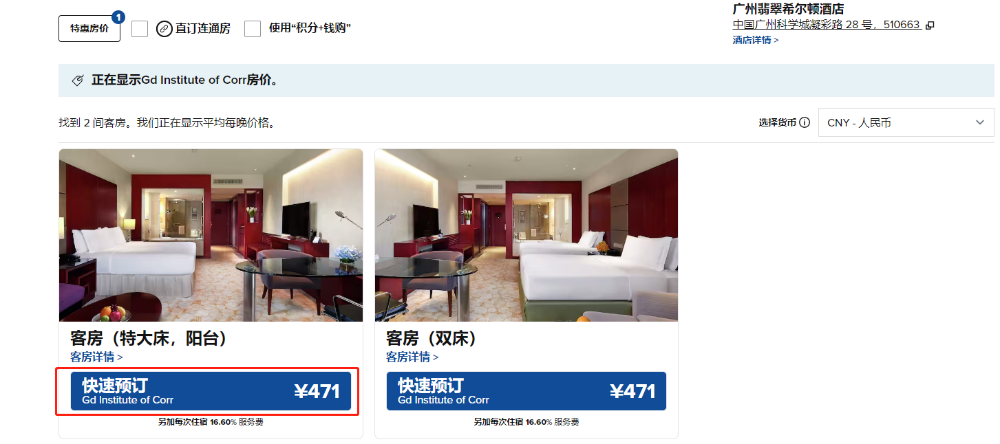 特惠房价
1
直订连通房
使用“积分+钱购”
广州翡翠希尔顿酒店
中国广州科学城凝彩路 28 号，510663
酒店详情 >
正在显示Gd Institute of Corr房价。
找到 2 间客房。我们正在显示平均每晚价格。
选择货币
CNY - 人民币
客房（特大床，阳台）
客房详情 >
快速预订
Gd Institute of Corr
¥471
另加每次住宿 16.60% 服务费
客房（双床）
客房详情 >
快速预订
Gd Institute of Corr
¥471
另加每次住宿 16.60% 服务费